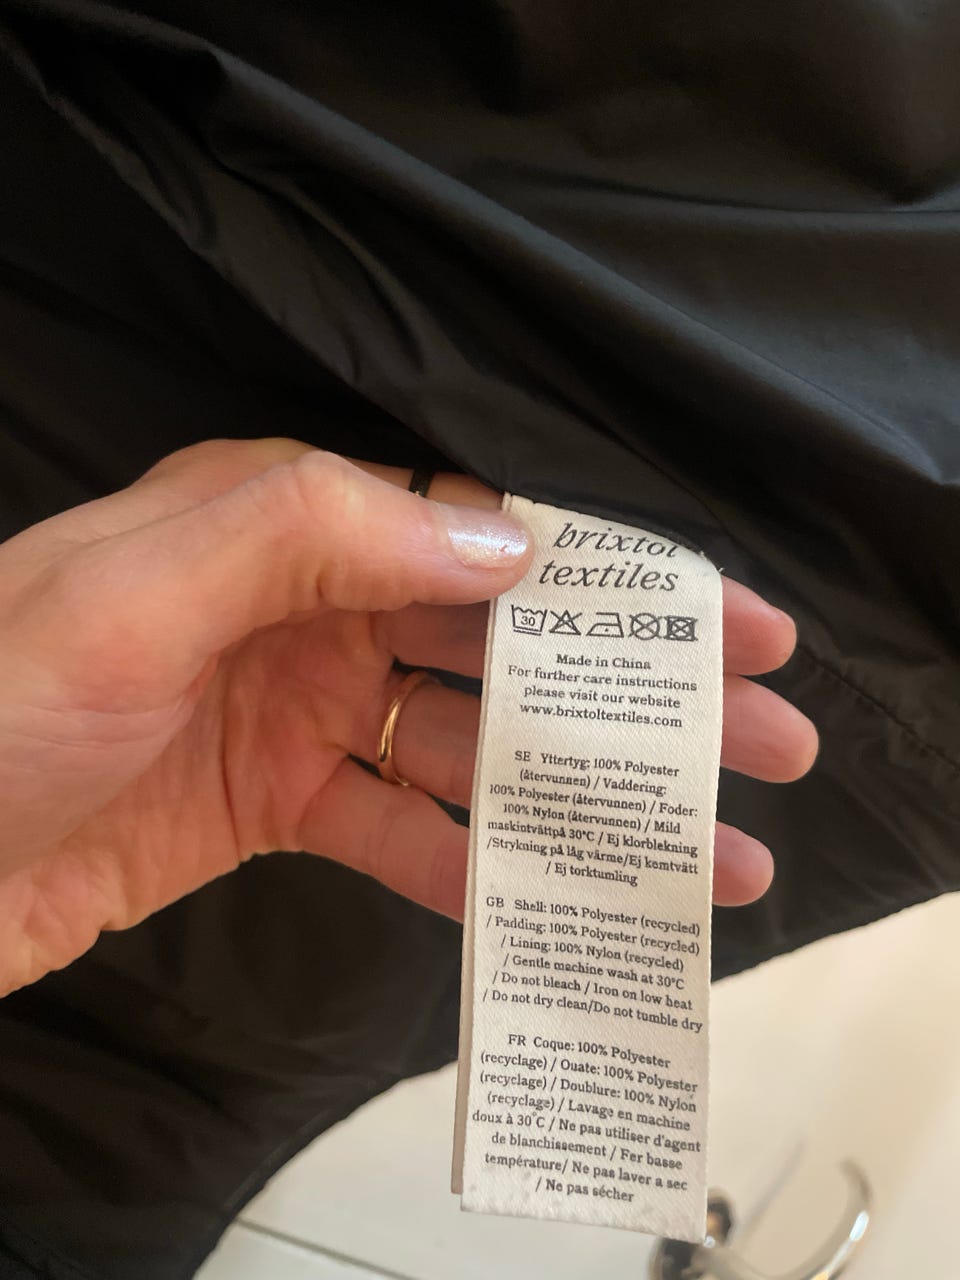 brixtol
textiles
30
Made in China
For further care instructions
please visit our website
www.brixtoltextiles.com
SE Yttertyg: 100% Polyester
(återvunnen) / Vaddering:
100% Polyester (återvunnen) / Foder:
100% Nylon (återvunnen) / Mild
maskintvättpå 30°C / Ej klorblekning
/Strykning på låg värme/Ej kemtvätt
/ Ej torktumling
GB Shell: 100% Polyester (recycled)
/ Padding: 100% Polyester (recycled)
/ Lining: 100% Nylon (recycled)
/ Gentle machine wash at 30°C
/ Do not bleach / Iron on low heat
/ Do not dry clean/Do not tumble dry
FR Coque: 100% Polyester
(recyclage) / Ouate: 100% Polyester
(recyclage) / Doublure: 100% Nylon
(recyclage) / Lavage en machine
doux à 30°C / Ne pas utiliser d'agent
de blanchissement / Fer basse
température/ Ne pas laver a sec
/ Ne pas sécher